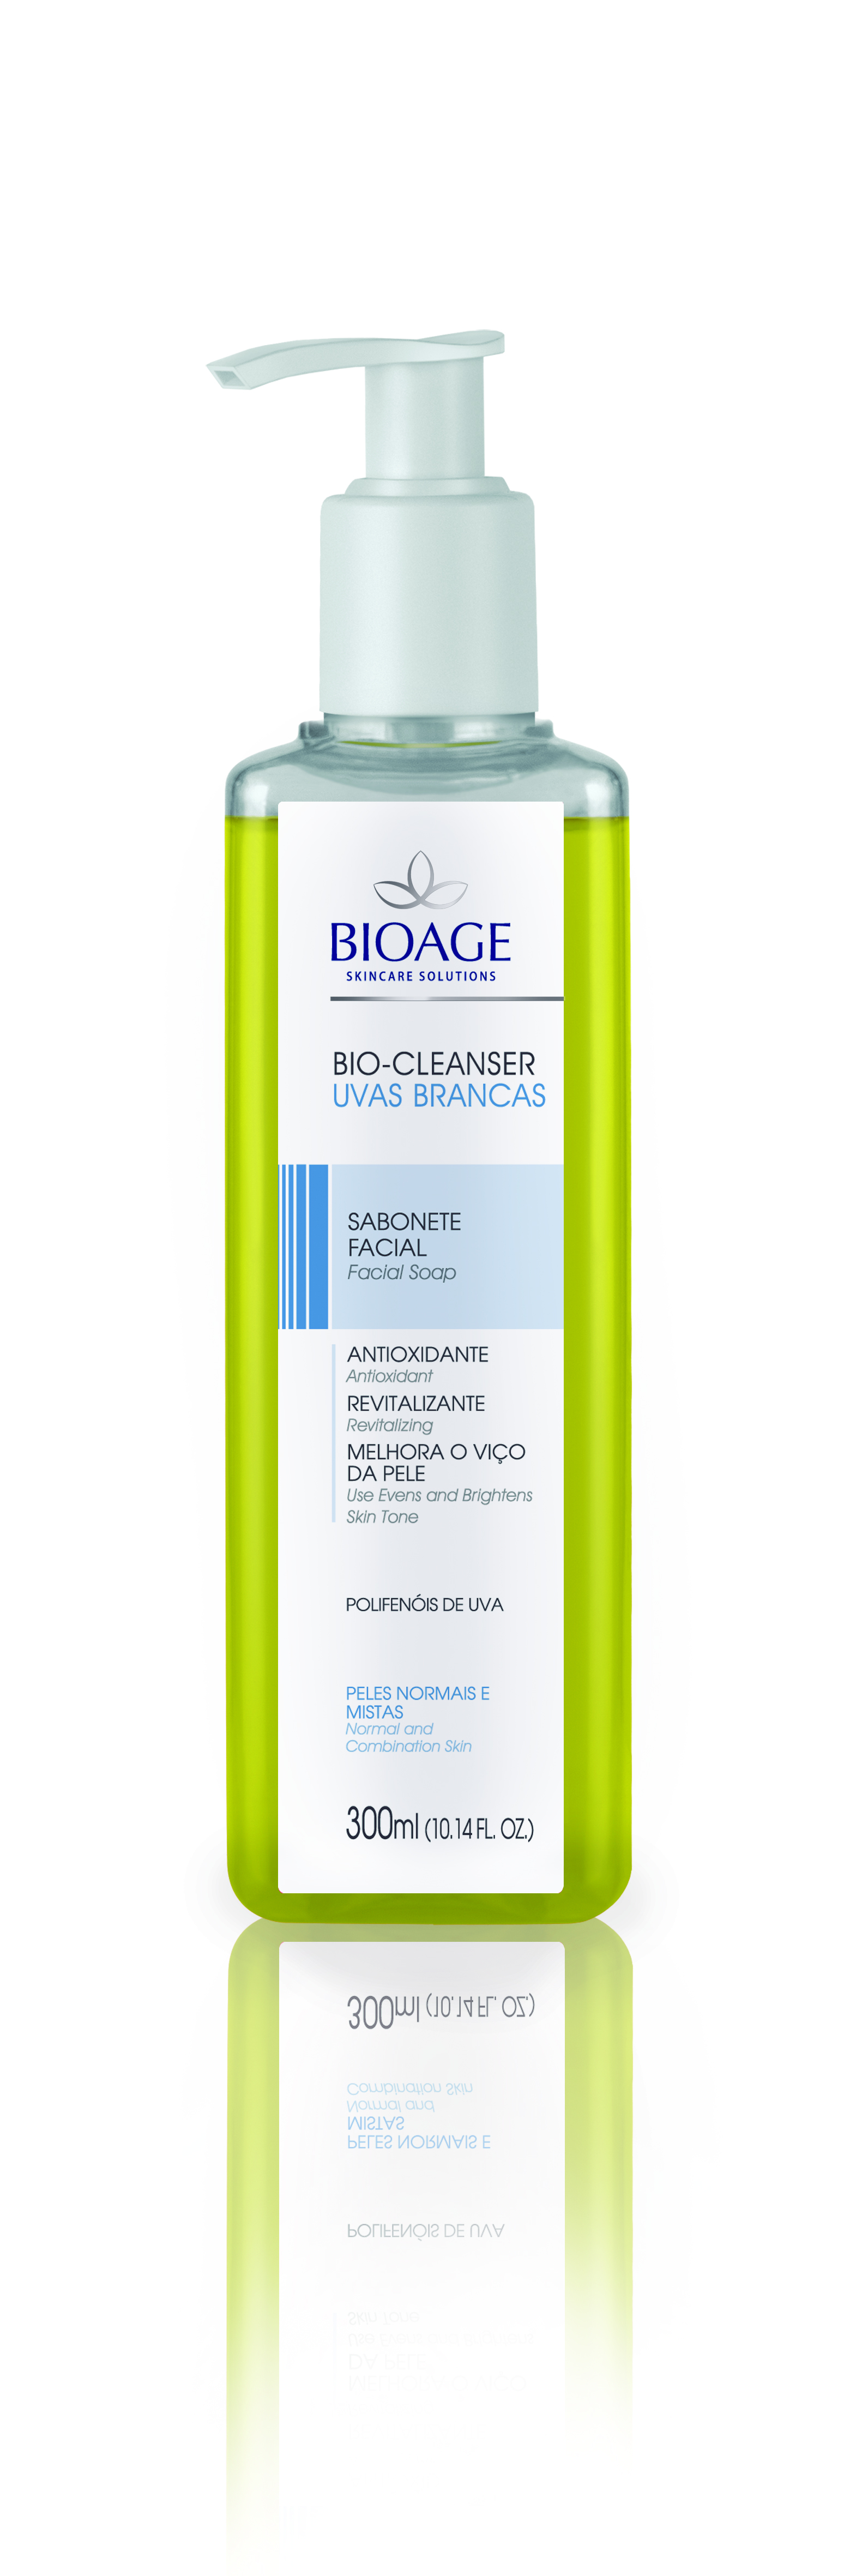 BIOAGE
SKINCARE SOLUTIONS
BIO-CLEANSER
UVAS BRANCAS
SABONETE
FACIAL
Facial Soap
ANTIOXIDANTE
Antioxidant
REVITALIZANTE
Revitalizing
MELHORA O VIÇO
DA PELE
Use Evens and Brightens
Skin Tone
POLIFENÓIS DE UVA
PELES NORMAIS E
MISTAS
Normal and
Combination Skin
300ml (10.14 FL. OZ.)